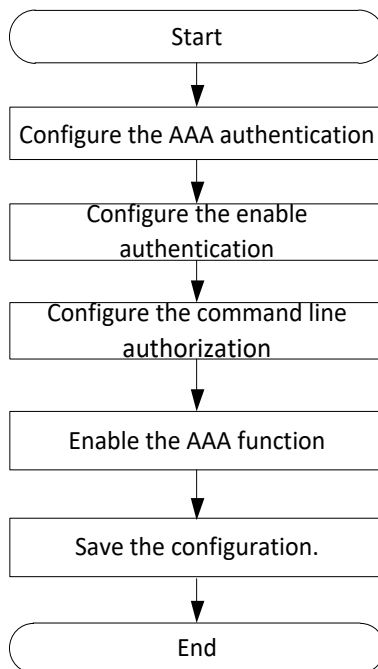 Start
Configure the AAA authentication
Configure the enable
authentication
Configure the command line
authorization
Enable the AAA function
Save the configuration.
End